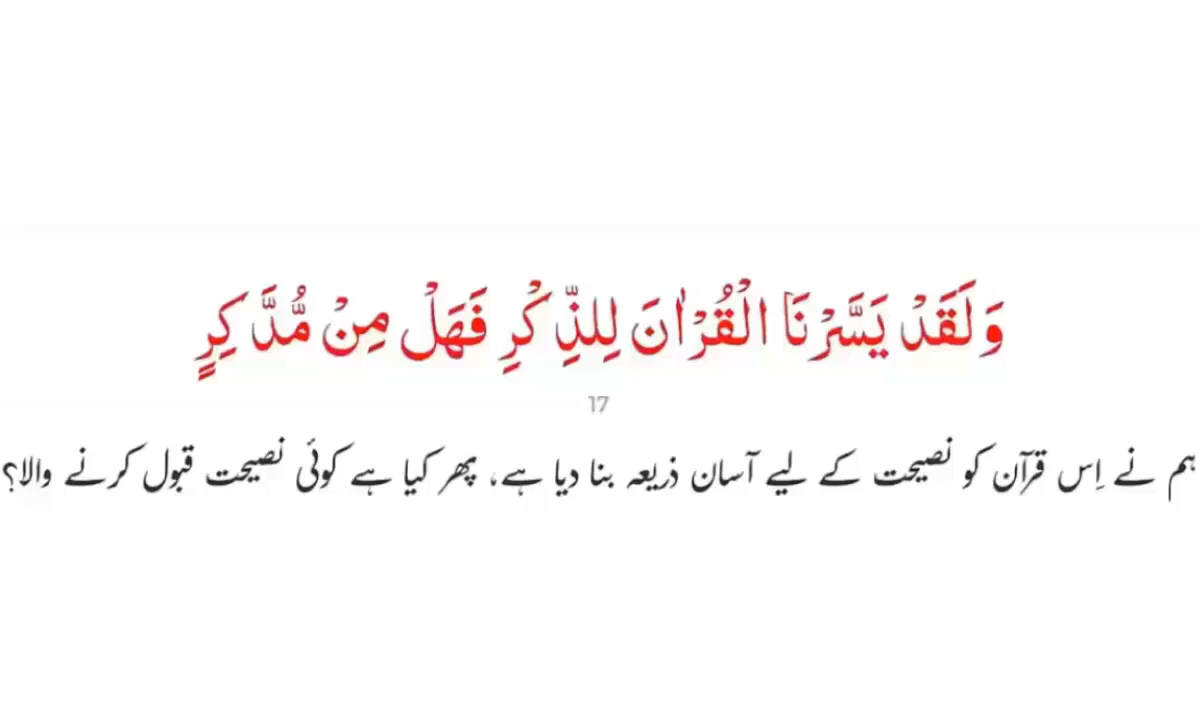 وَلَقَدْ يَسَّرْنَا الْقُرْاٰنَ لِلذِّكْرِ فَهَلْ مِنْ مُّدَّكِرٍ
17
ہم نے اِس قرآن کو نصیحت کے لیے آسان ذریعہ بنا دیا ہے، پھر کیا ہے کوئی نصیحت قبول کرنے والا؟